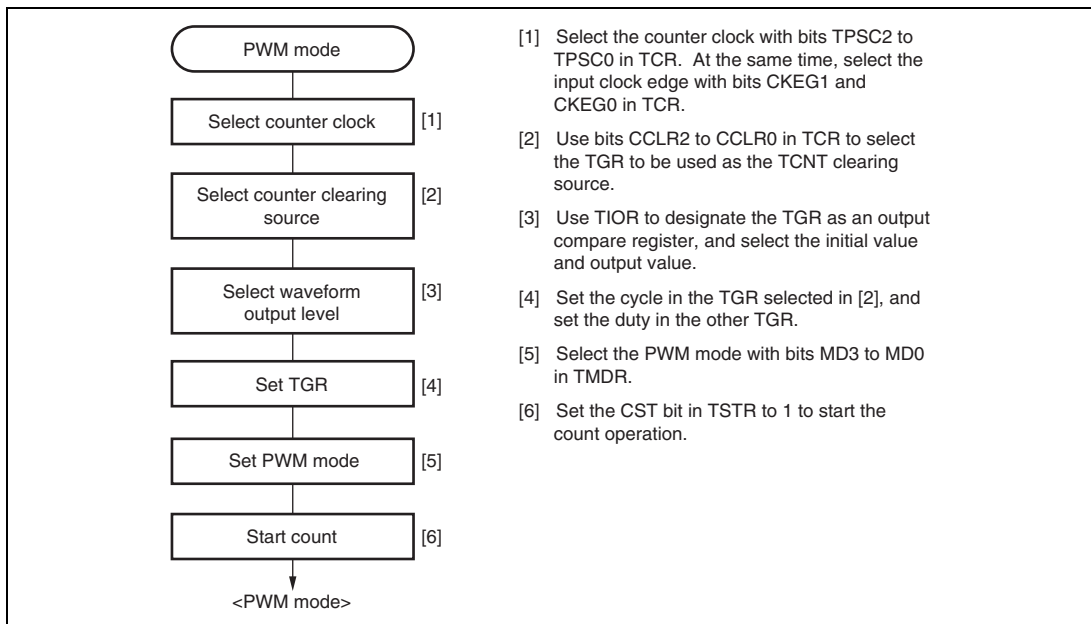 PWM mode
Select counter clock
[1]
Select counter clearing
source
[2]
Select waveform
output level
[3]
Set TGR
[4]
Set PWM mode
[5]
Start count
[6]
<PWM mode>
[1] Select the counter clock with bits TPSC2 to
TPSC0 in TCR. At the same time, select the
input clock edge with bits CKEG1 and
CKEG0 in TCR.
[2] Use bits CCLR2 to CCLR0 in TCR to select
the TGR to be used as the TCNT clearing
source.
[3] Use TIOR to designate the TGR as an output
compare register, and select the initial value
and output value.
[4] Set the cycle in the TGR selected in [2], and
set the duty in the other TGR.
[5] Select the PWM mode with bits MD3 to MD0
in TMDR.
[6] Set the CST bit in TSTR to 1 to start the
count operation.